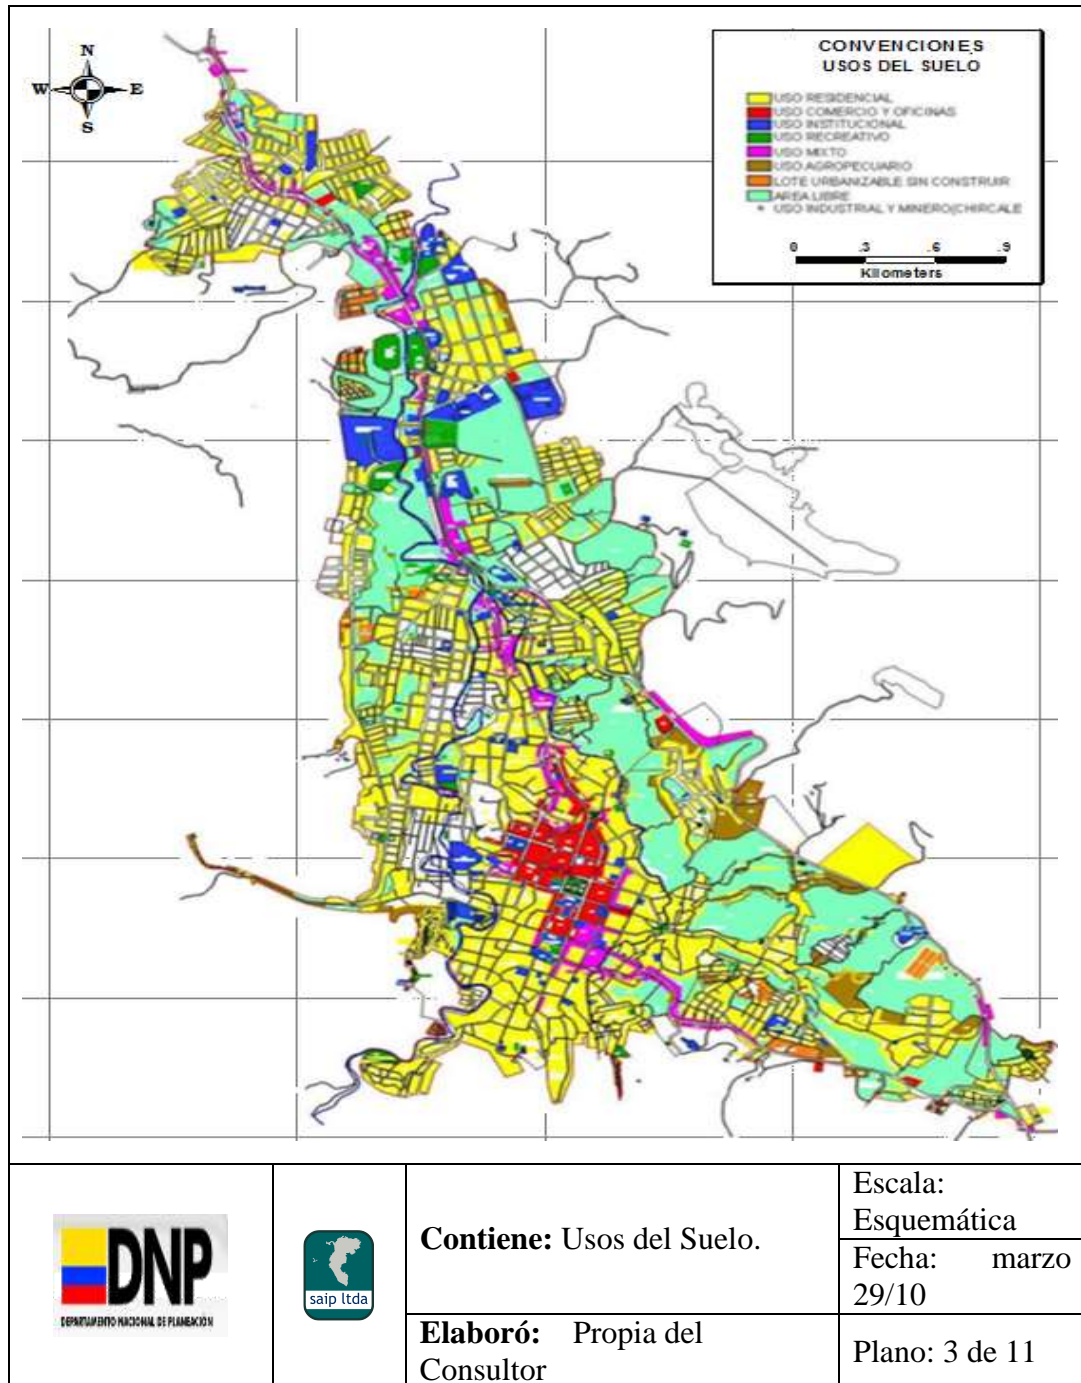 N
W E
S
CONVENCIONES
USOS DEL SUELO
USO RESIDENCIAL
USO COMERCIO Y OFICINAS
USO INSTITUCIONAL
USO RECREATIVO
USO MIXTO
USO AGROPECUARIO
LOTE URBANIZABLE SIN CONSTRUIR
AREA LIBRE
USO INDUSTRIAL Y MINERO(CHIRCALE
0 .3 .6 .9
Kilometers
DNP
DEPARTAMENTO NACIONAL DE PLANEACIÓN
saip ltda
Contiene: Usos del Suelo.
Escala:
Esquemática
Fecha: marzo
29/10
Elaboró: Propia del
Consultor
Plano: 3 de 11